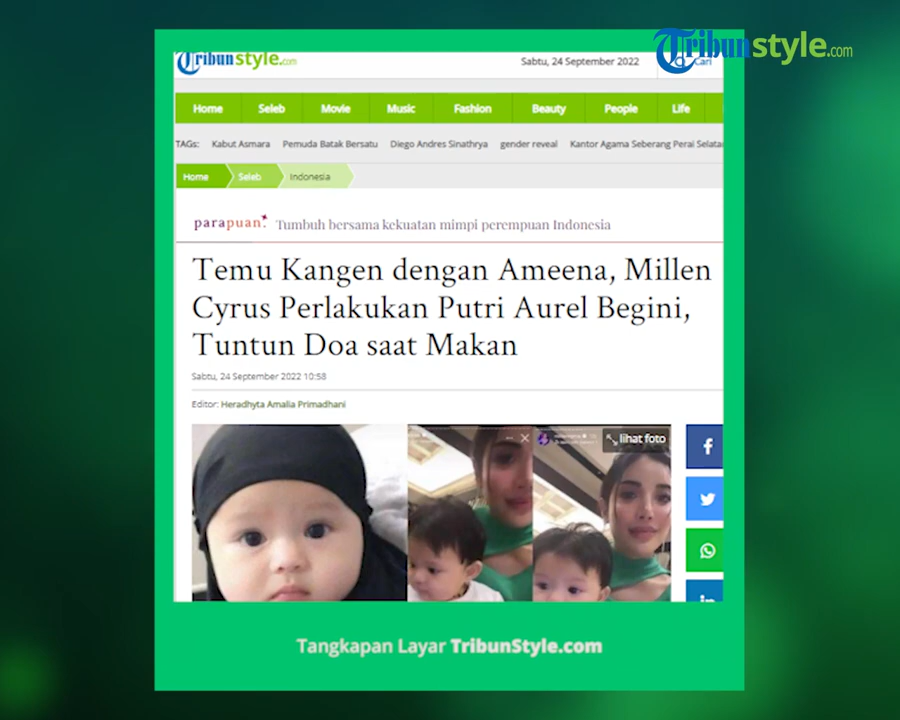 Tribunstyle.com
Tribunstyle.com
Sabtu, 24 September 2022
Cari
Home Seleb Movie Music Fashion Beauty People Life
TAGs: Kabut Asmara Pemuda Batak Bersatu Diego Andres Sinathrya gender reveal Kantor Agama Seberang Perai Selatan
Home Seleb Indonesia
parapuan. Tumbuh bersama kekuatan mimpi perempuan Indonesia
Temu Kangen dengan Ameena, Millen
Cyrus Perlakukan Putri Aurel Begini,
Tuntun Doa saat Makan
Sabtu, 24 September 2022 10:58
Editor: Heradhyta Amalia Primadhani
lihat foto
Tangkapan Layar TribunStyle.com